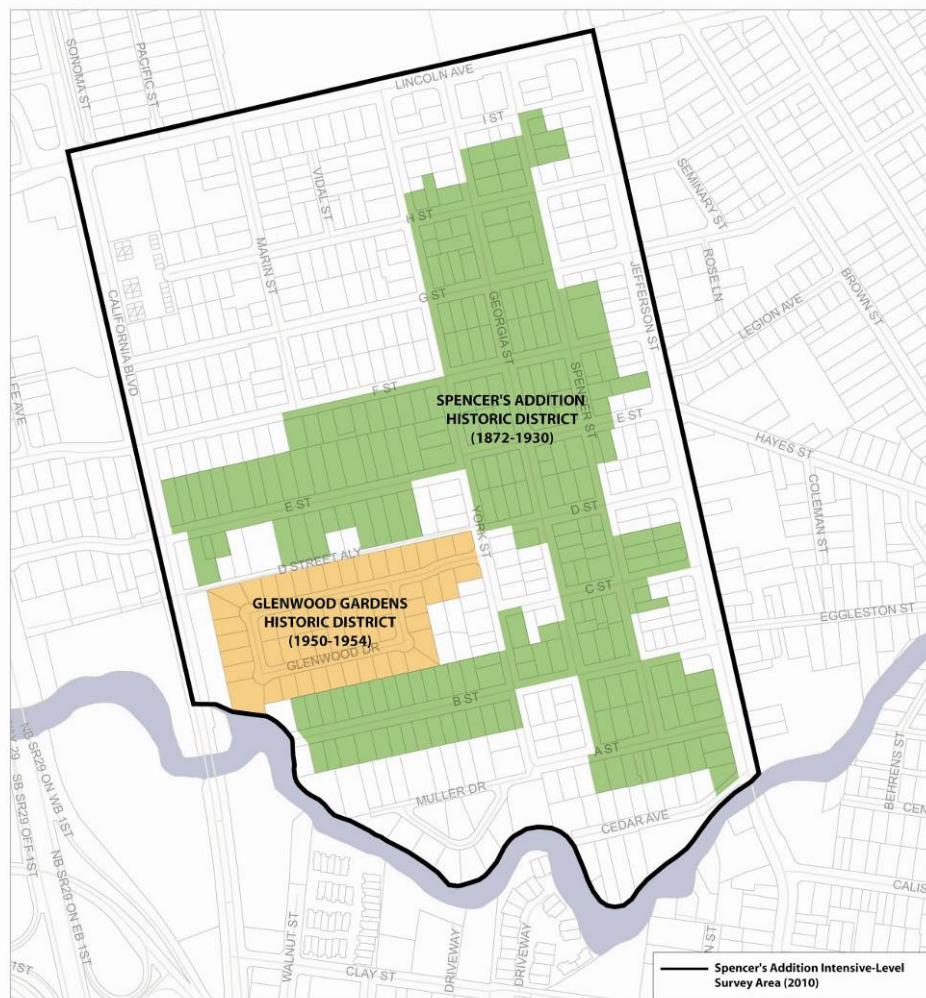 SONOMA ST
PACIFIC ST
LINCOLN AVE
I ST
VIDAL ST
SEMINARY ST
H ST
MARIN ST
ROSE LN
JEFFERSON ST
BROWN ST
G ST
CALIFORNIA BLVD
GEORGIA ST
LEGION AVE
F ST
SPENCER ST
SPENCER'S ADDITION
HISTORIC DISTRICT
(1872-1930)
E ST
HAYES ST
E ST
COLEMAN ST
YORK ST
D ST
D STREET ALY
GLENWOOD GARDENS
HISTORIC DISTRICT
(1950-1954)
C ST
EGGLESTON ST
GLENWOOD DR
B ST
A ST
NB SR29 ON WB 1ST
SB SR29 OFF 1ST
NB SR29 ON EB 1ST
MULLER DR
CEDAR AVE
BEHRENS ST
WALNUT ST
DRIVEWAY
DRIVEWAY
CLAY ST
Spencer's Addition Intensive-Level
Survey Area (2010)